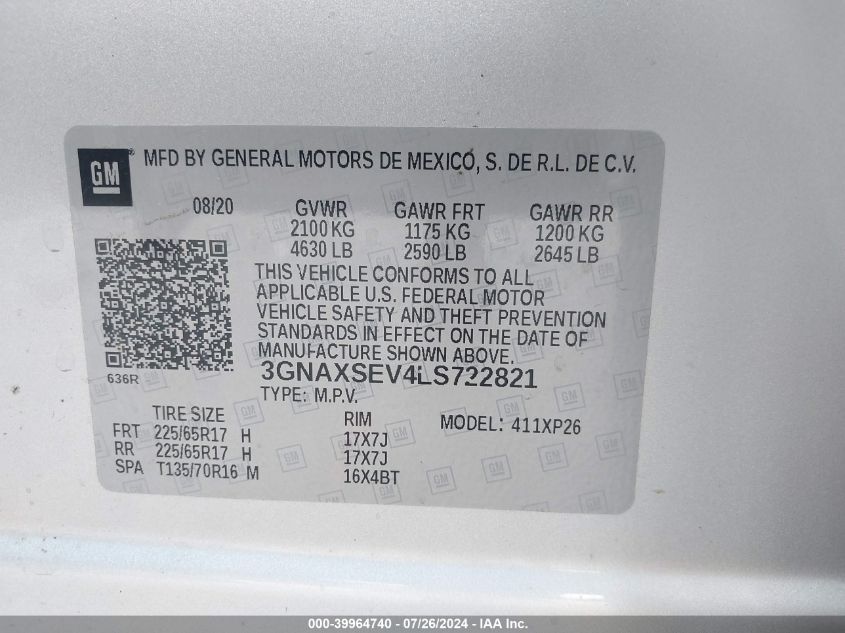 GM
MFD BY GENERAL MOTORS DE MEXICO, S. DE R.L. DE C.V.
08/20 GVWR GAWR FRT GAWR RR
2100 KG 1175 KG 1200 KG
4630 LB 2590 LB 2645 LB
THIS VEHICLE CONFORMS TO ALL
APPLICABLE U.S. FEDERAL MOTOR
VEHICLE SAFETY AND THEFT PREVENTION
STANDARDS IN EFFECT ON THE DATE OF
MANUFACTURE SHOWN ABOVE.
636R
3GNAXSEV4LS722821
TYPE: M.P.V.
TIRE SIZE RIM MODEL: 411XP26
FRT 225/65R17 H 17X7J
RR 225/65R17 H 17X7J
SPA T135/70R16 M 16X4BT
000-39964740 / 07/26/2024 - IAA Inc.